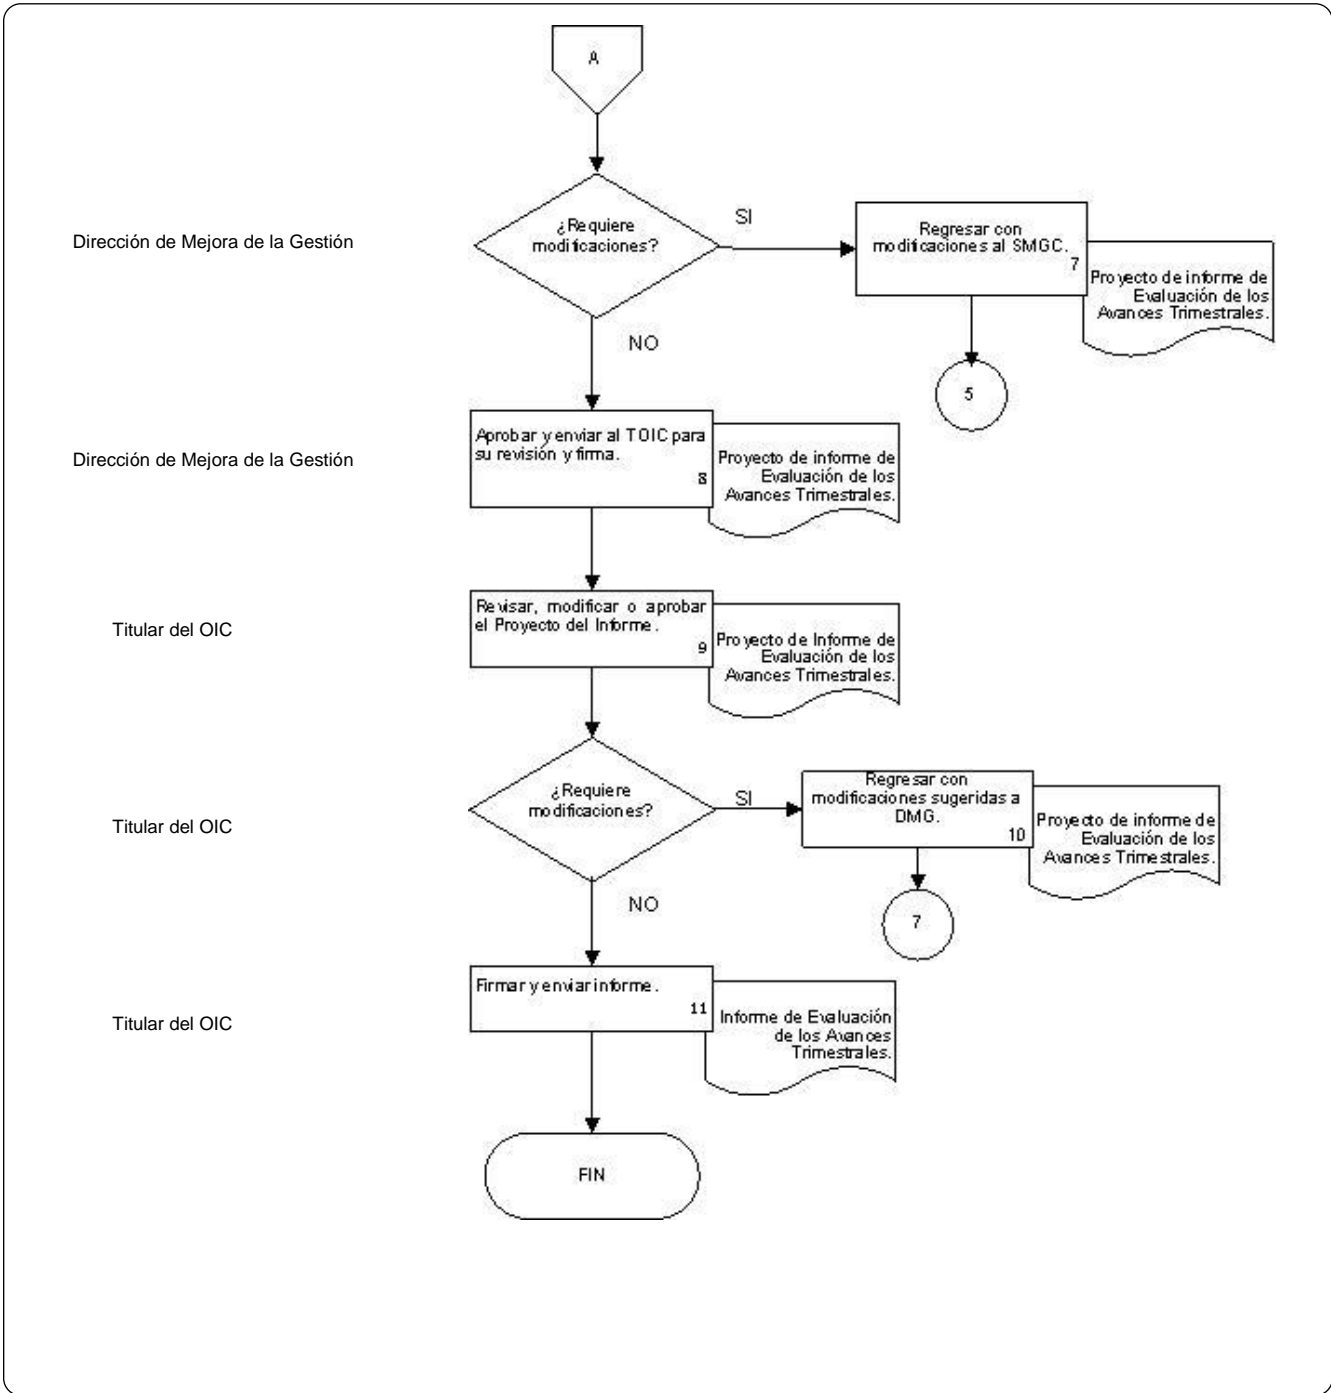 A
Dirección de Mejora de la Gestión
¿Requiere
modificaciones?
SI
Regresar con
modificaciones al SMGC.
7
Proyecto de informe de
Evaluación de los
Avances Trimestrales.
NO
5
Dirección de Mejora de la Gestión
Aprobar y enviar al TOIC para
su revisión y firma.
8
Proyecto de informe de
Evaluación de los
Avances Trimestrales.
Titular del OIC
Revisar, modificar o aprobar
el Proyecto del Informe.
9
Proyecto de Informe de
Evaluación de los
Avances Trimestrales.
Titular del OIC
¿Requiere
modificaciones?
SI
Regresar con
modificaciones sugeridas a
DMG.
10
Proyecto de informe de
Evaluación de los
Avances Trimestrales.
NO
7
Titular del OIC
Firmar y enviar informe.
11
Informe de Evaluación
de los Avances
Trimestrales.
FIN